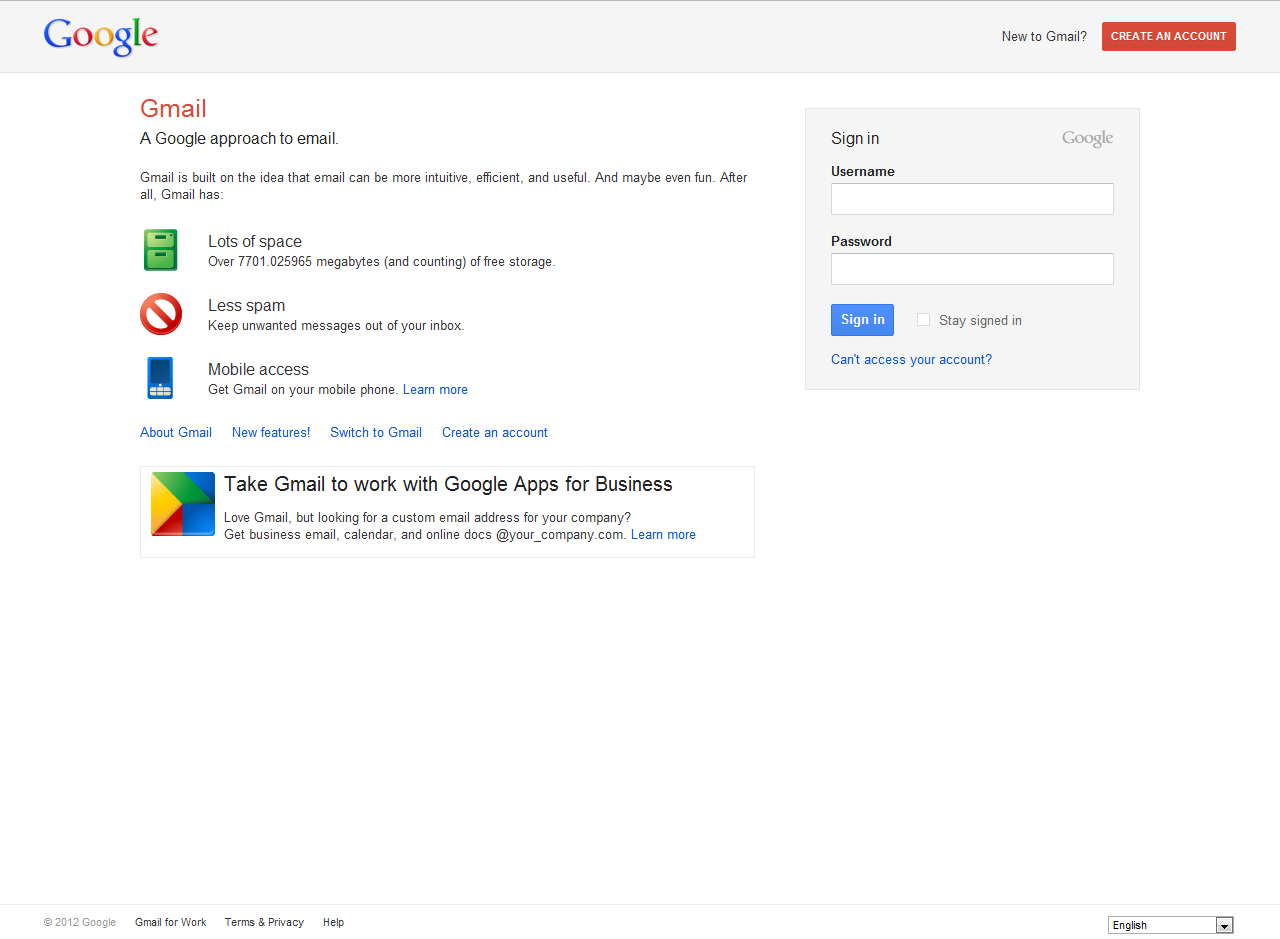 Google
New to Gmail?
CREATE AN ACCOUNT
Gmail
A Google approach to email.
Gmail is built on the idea that email can be more intuitive, efficient, and useful. And maybe even fun. After
all, Gmail has:
Lots of space
Over 7701.025965 megabytes (and counting) of free storage.
Less spam
Keep unwanted messages out of your inbox.
Mobile access
Get Gmail on your mobile phone. Learn more
About Gmail New features! Switch to Gmail Create an account
Take Gmail to work with Google Apps for Business
Love Gmail, but looking for a custom email address for your company?
Get business email, calendar, and online docs @your_company.com. Learn more
Sign in Google
Username
Password
Sign in Stay signed in
Can't access your account?
© 2012 Google Gmail for Work Terms & Privacy Help
English